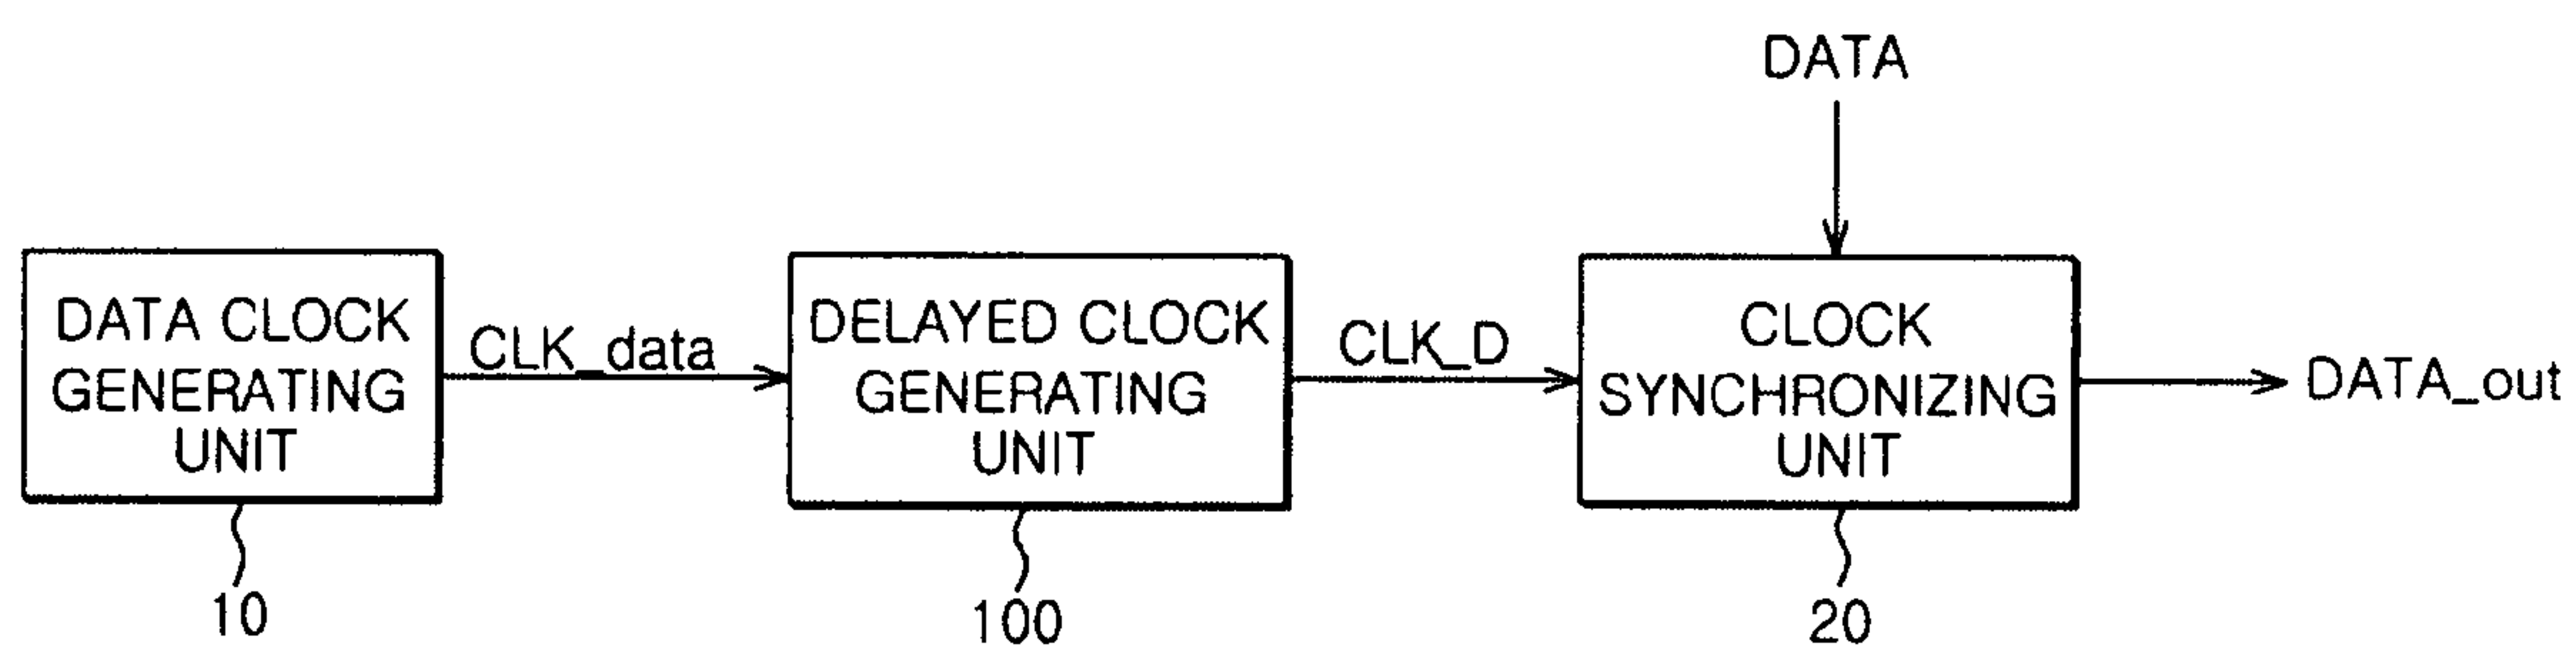 DATA
DATA CLOCK
GENERATING
UNIT
CLK_data
DELAYED CLOCK
GENERATING
UNIT
CLK_D
CLOCK
SYNCHRONIZING
UNIT
DATA_out
10
100
20